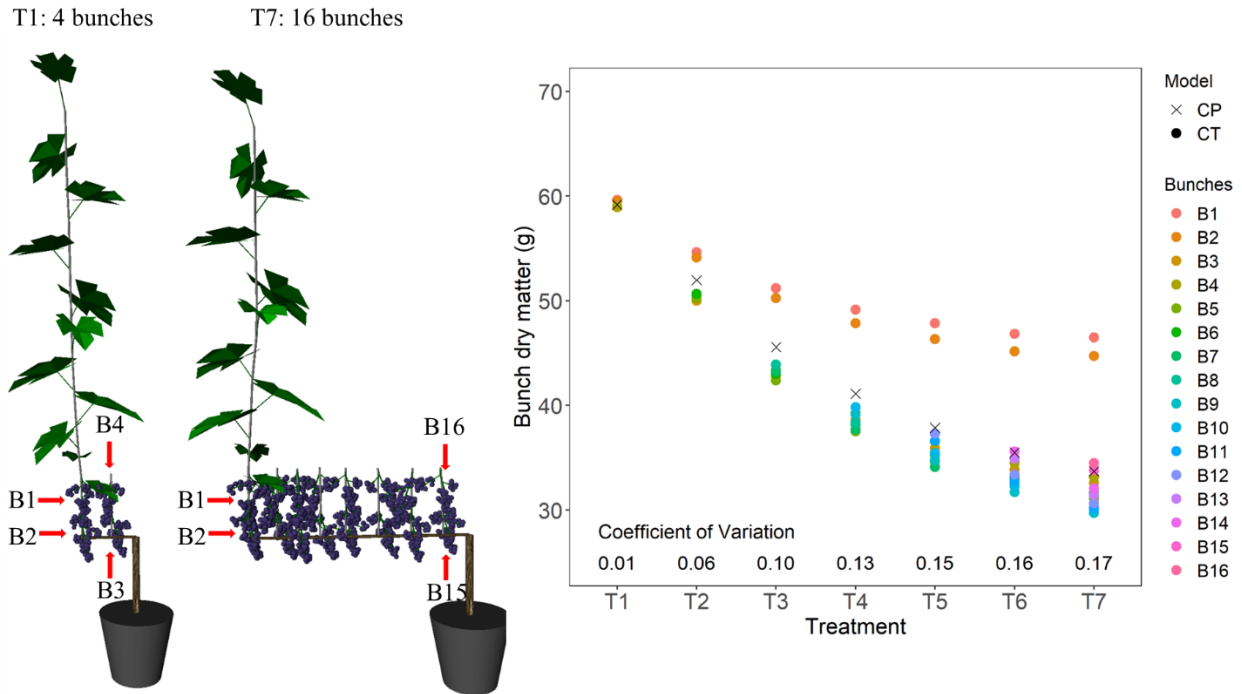 T1: 4 bunches
T7: 16 bunches
B4
B1
B2
B3
B16
B1
B2
B15
Bunch dry matter (g)
70
60
50
40
30
Coefficient of Variation
0.01 0.06 0.10 0.13 0.15 0.16 0.17
T1 T2 T3 T4 T5 T6 T7
Treatment
Model
CP
CT
Bunches
B1
B2
B3
B4
B5
B6
B7
B8
B9
B10
B11
B12
B13
B14
B15
B16